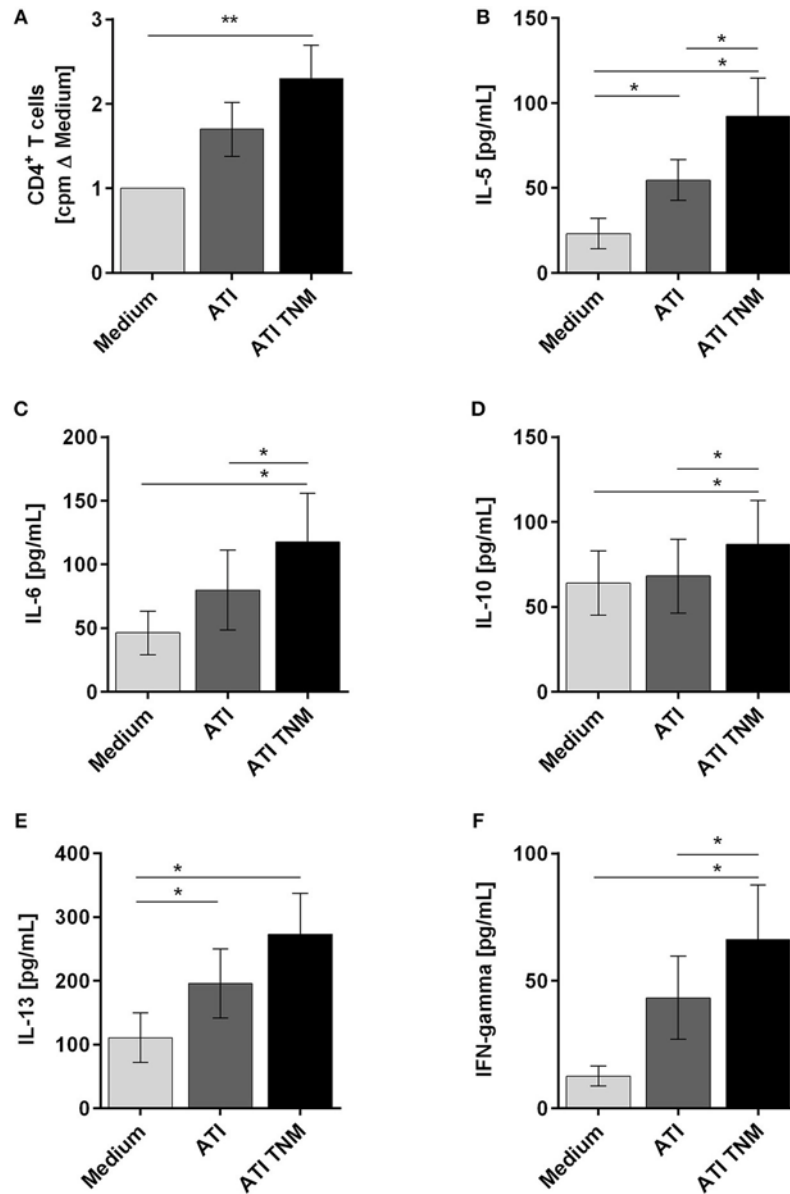 A
CD4+ T cells
[cpm Δ Medium]
3
2
1
0
**
Medium
ATI
ATI TNM
B
IL-5 [pg/mL]
150
100
50
0
*
*
*
Medium
ATI
ATI TNM
C
IL-6 [pg/mL]
200
150
100
50
0
*
*
Medium
ATI
ATI TNM
D
IL-10 [pg/mL]
150
100
50
0
*
*
Medium
ATI
ATI TNM
E
IL-13 [pg/mL]
400
300
200
100
0
*
*
Medium
ATI
ATI TNM
F
IFN-gamma [pg/mL]
100
50
0
*
*
Medium
ATI
ATI TNM